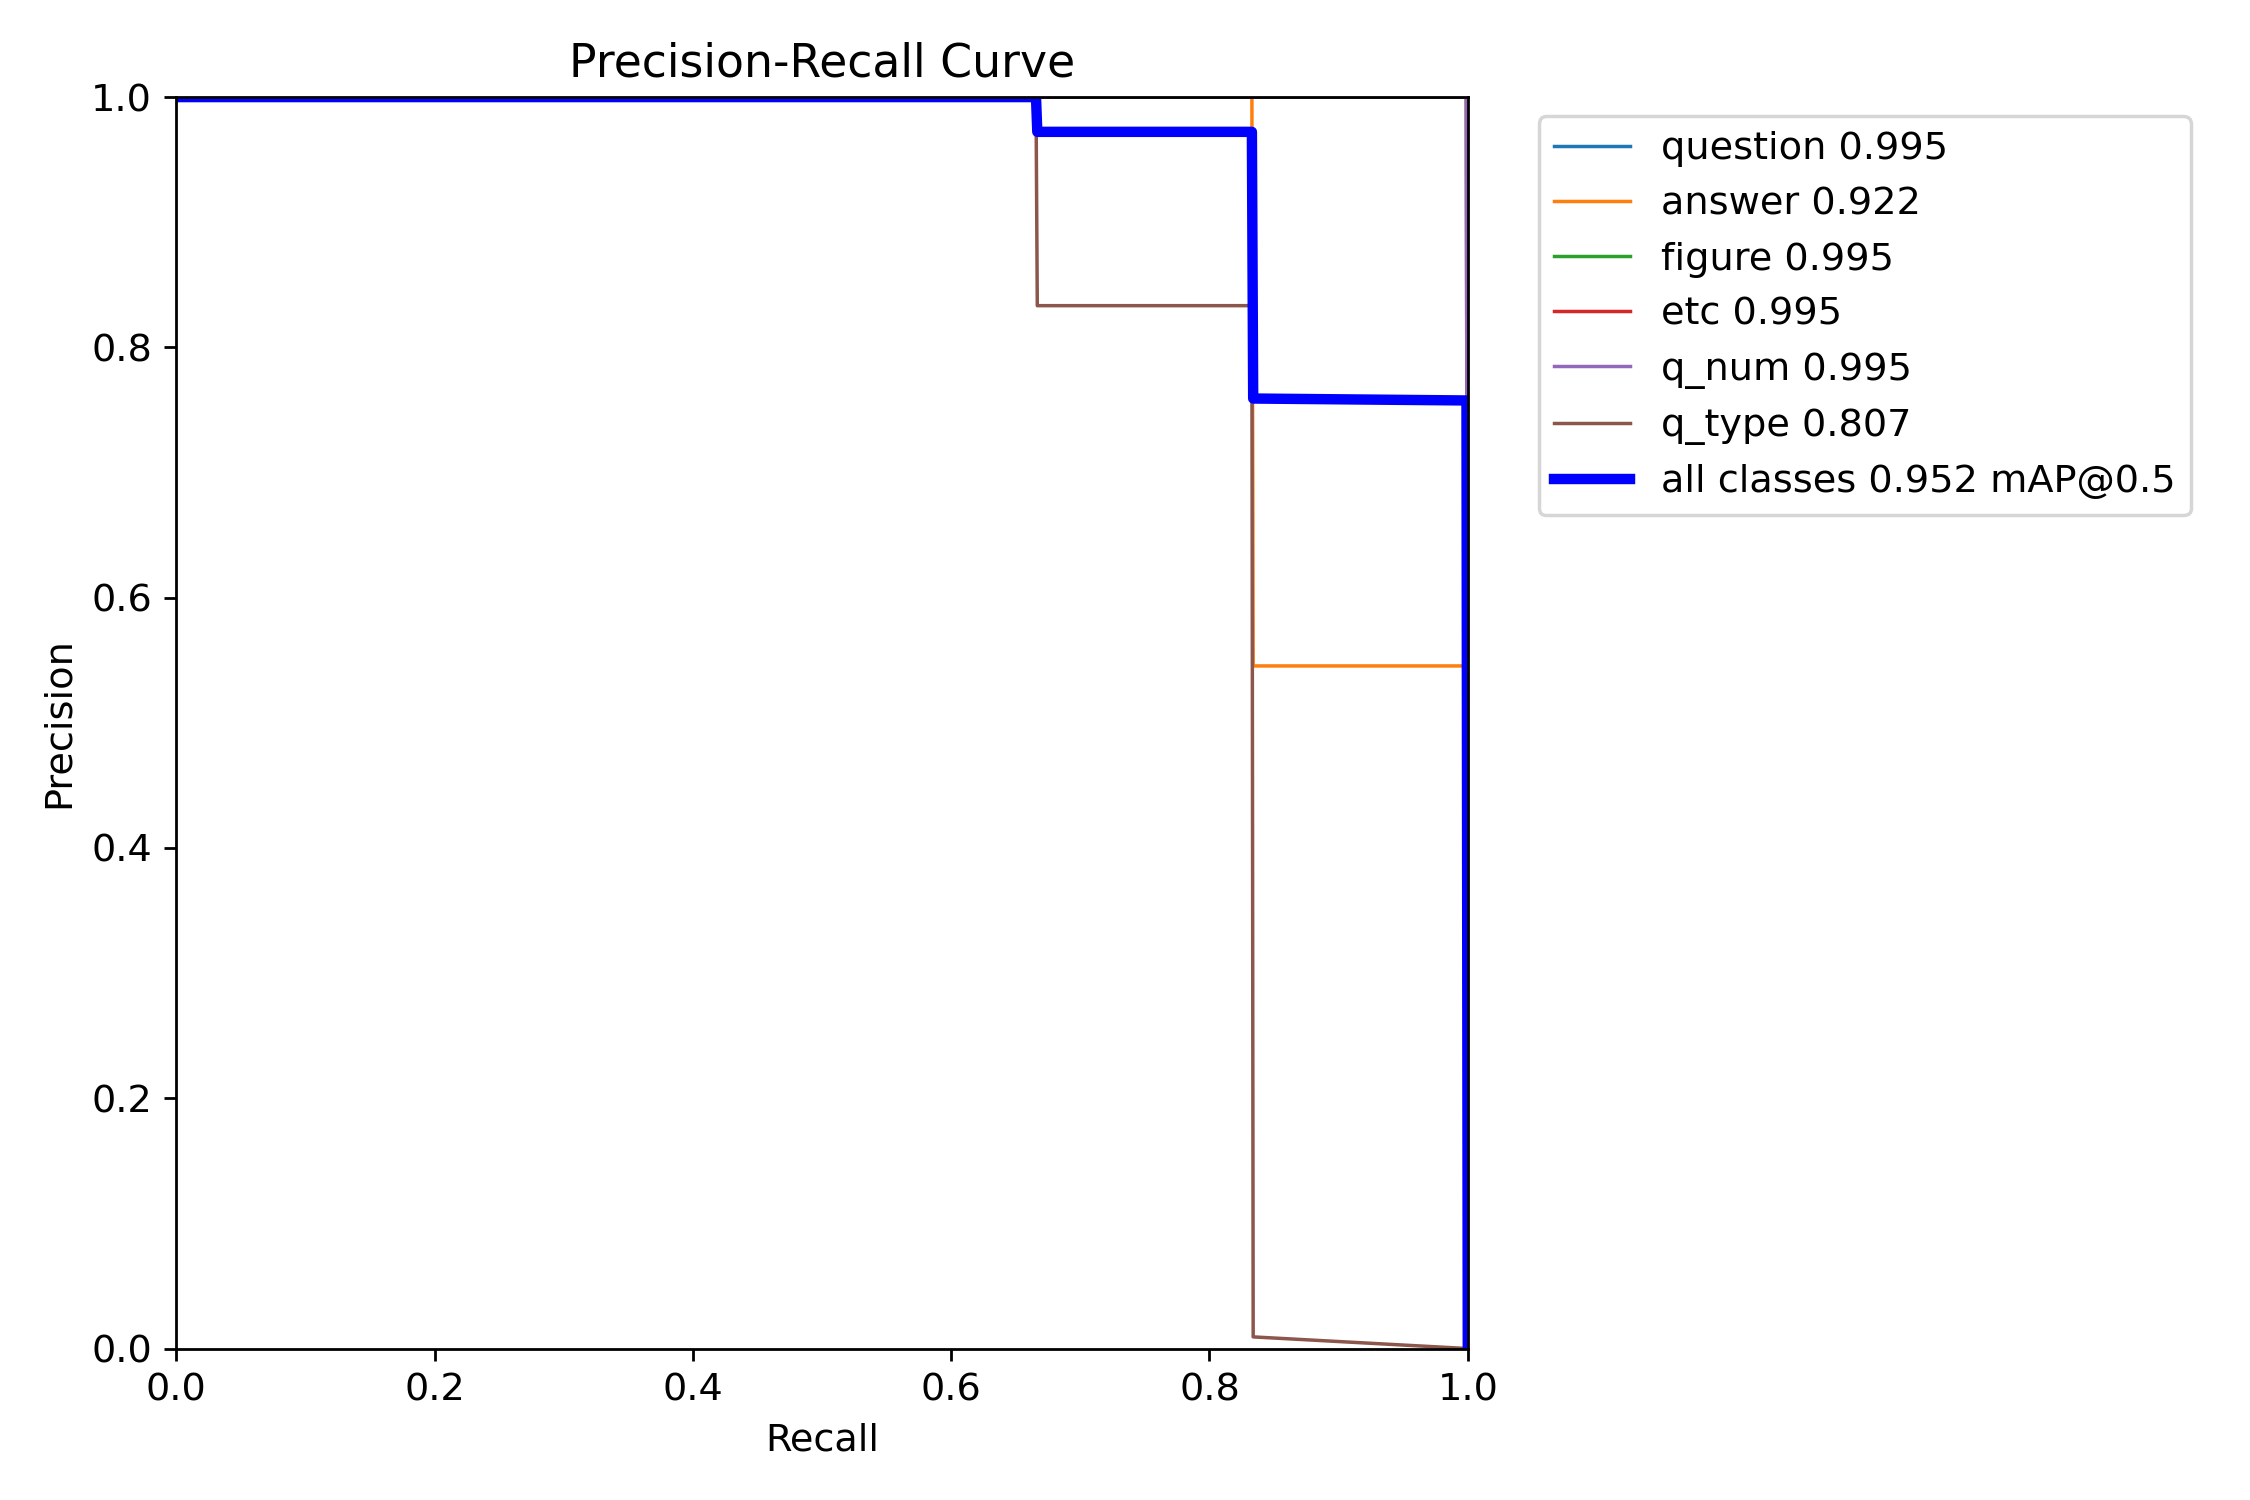 Precision-Recall Curve
1.0
0.8
0.6
0.4
0.2
0.0
Precision
0.0 0.2 0.4 0.6 0.8 1.0
Recall
question 0.995
answer 0.922
figure 0.995
etc 0.995
q_num 0.995
q_type 0.807
all classes 0.952 mAP@0.5